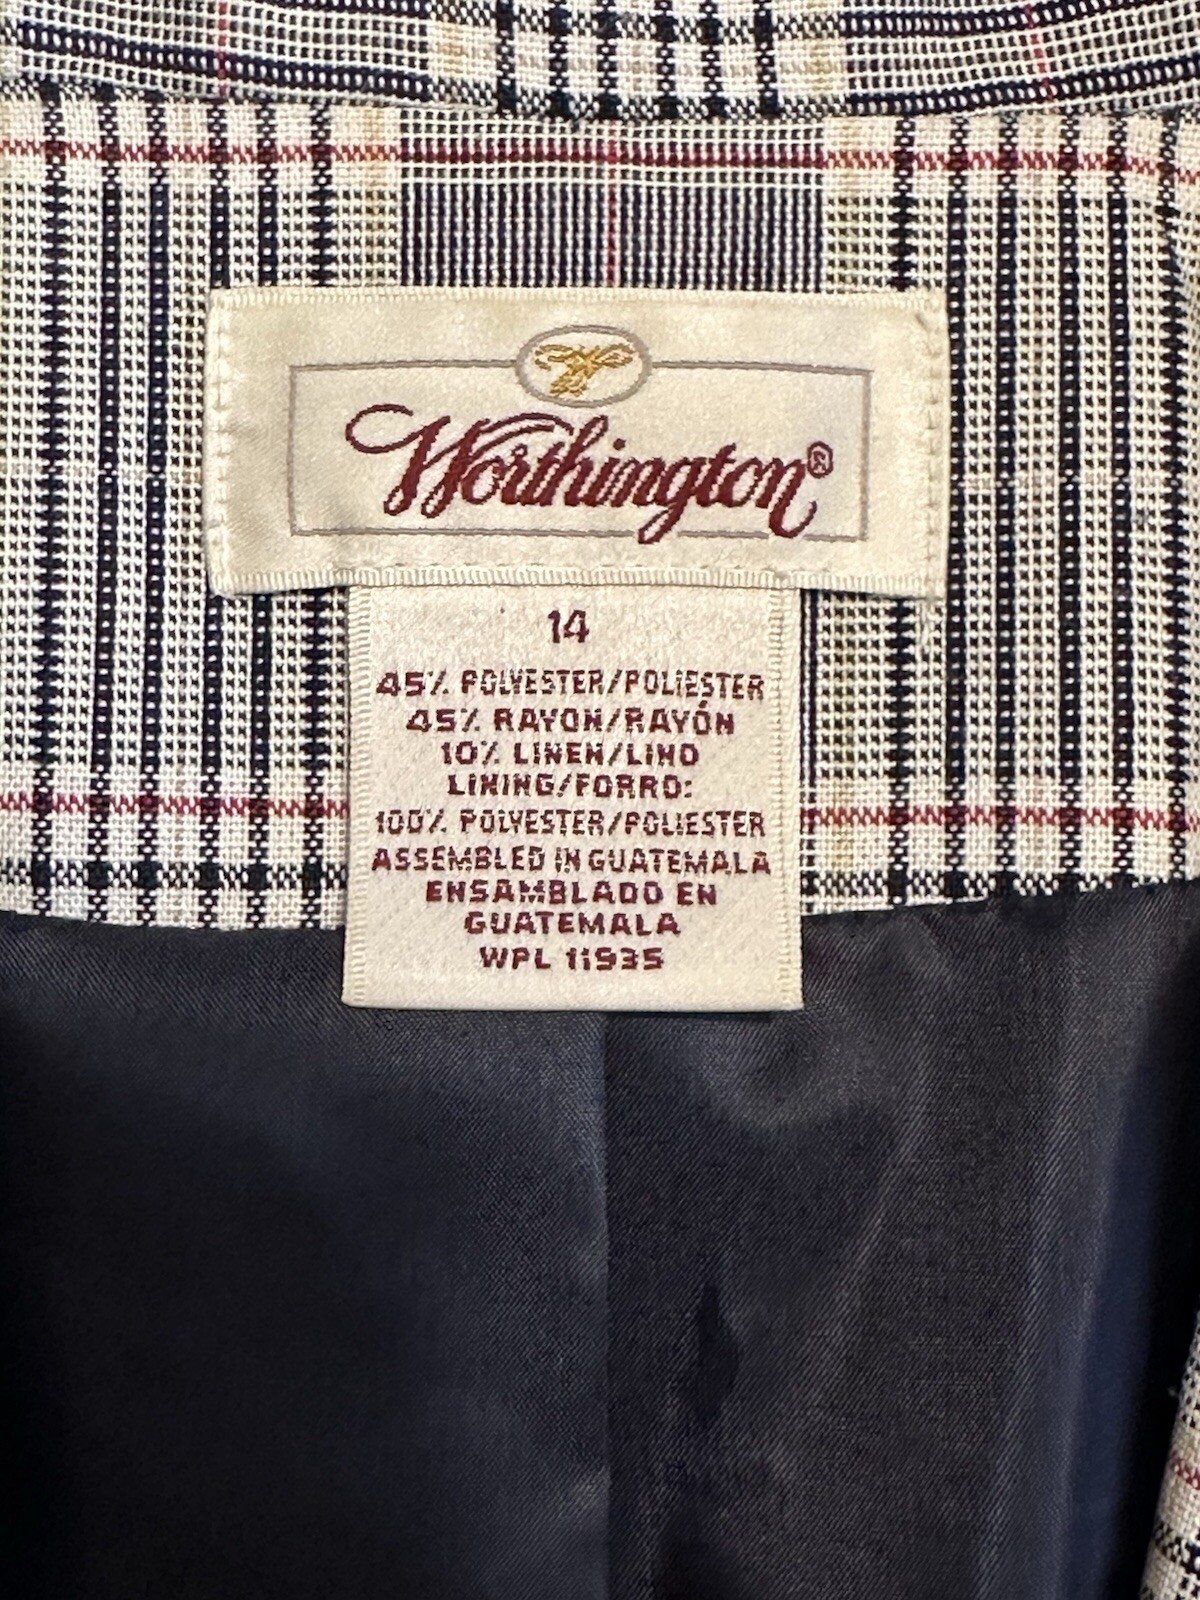 Worthington®
14
45% POLYESTER/POLIESTER
45% RAYON/RAYÓN
10% LINEN/LINO
LINING/FORRO:
100% POLYESTER/POLIESTER
ASSEMBLED IN GUATEMALA
ENSAMBLADO EN
GUATEMALA
WPL 11935